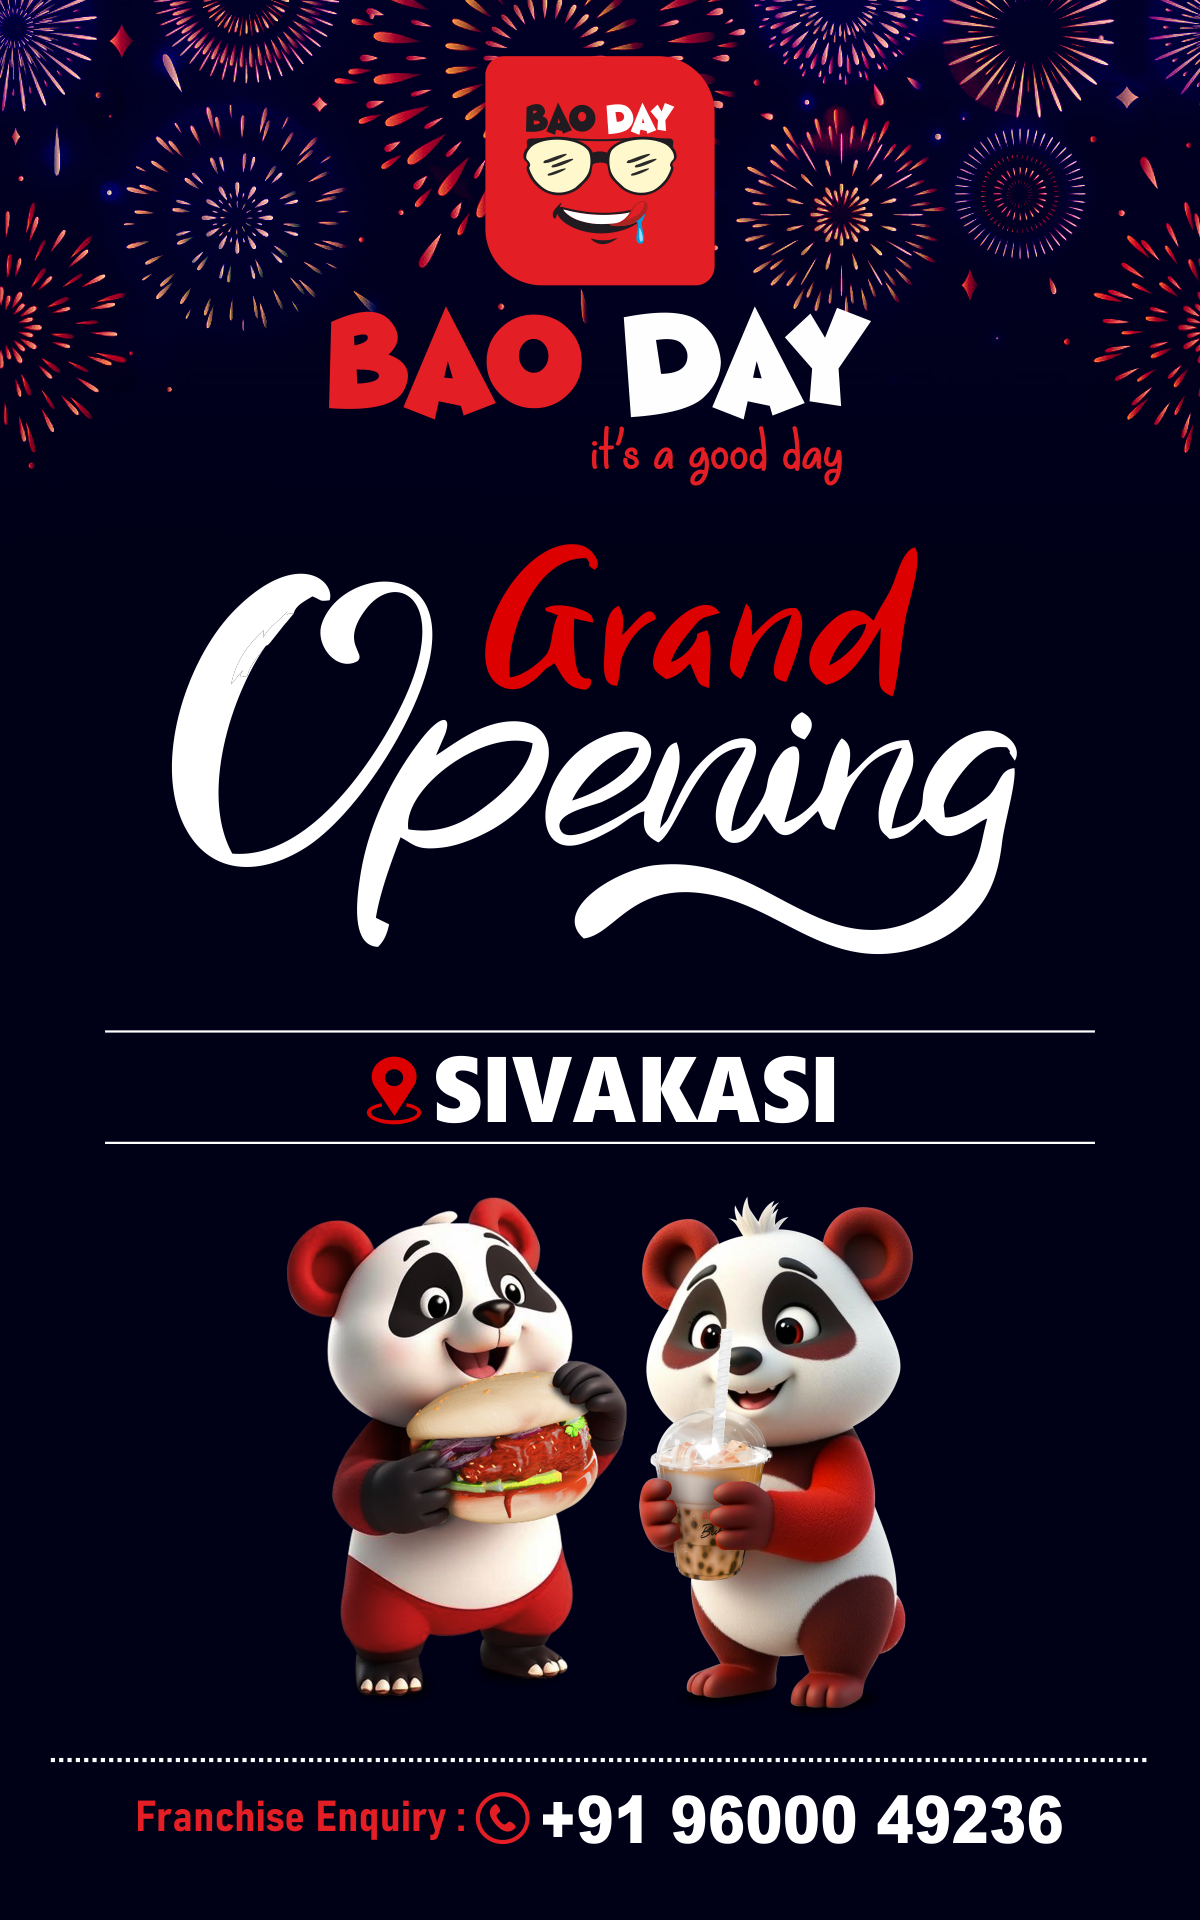 BAO DAY
BAO DAY
it's a good day
Grand
Opening
SIVAKASI
Franchise Enquiry : +91 96000 49236